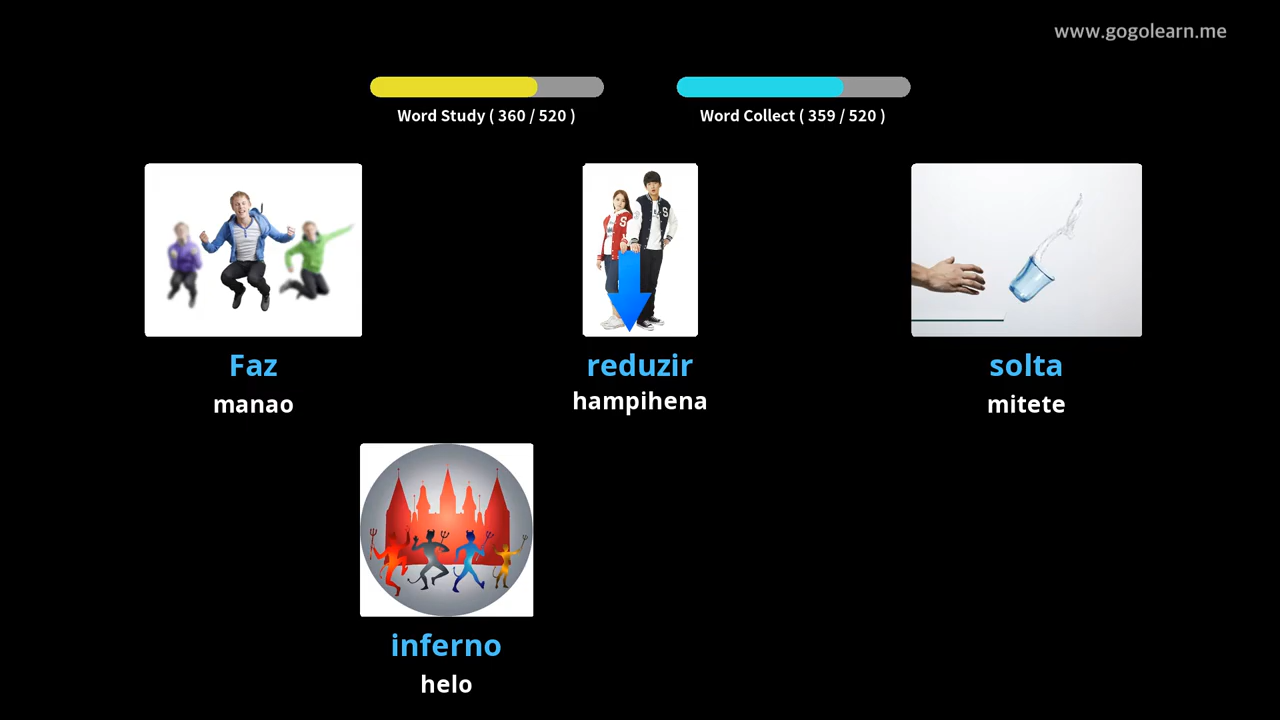 www.gogolearn.me
Word Study ( 360 / 520 )
Word Collect ( 359 / 520 )
S
S
Faz
reduzir
solta
manao
hampihena
mitete
inferno
helo